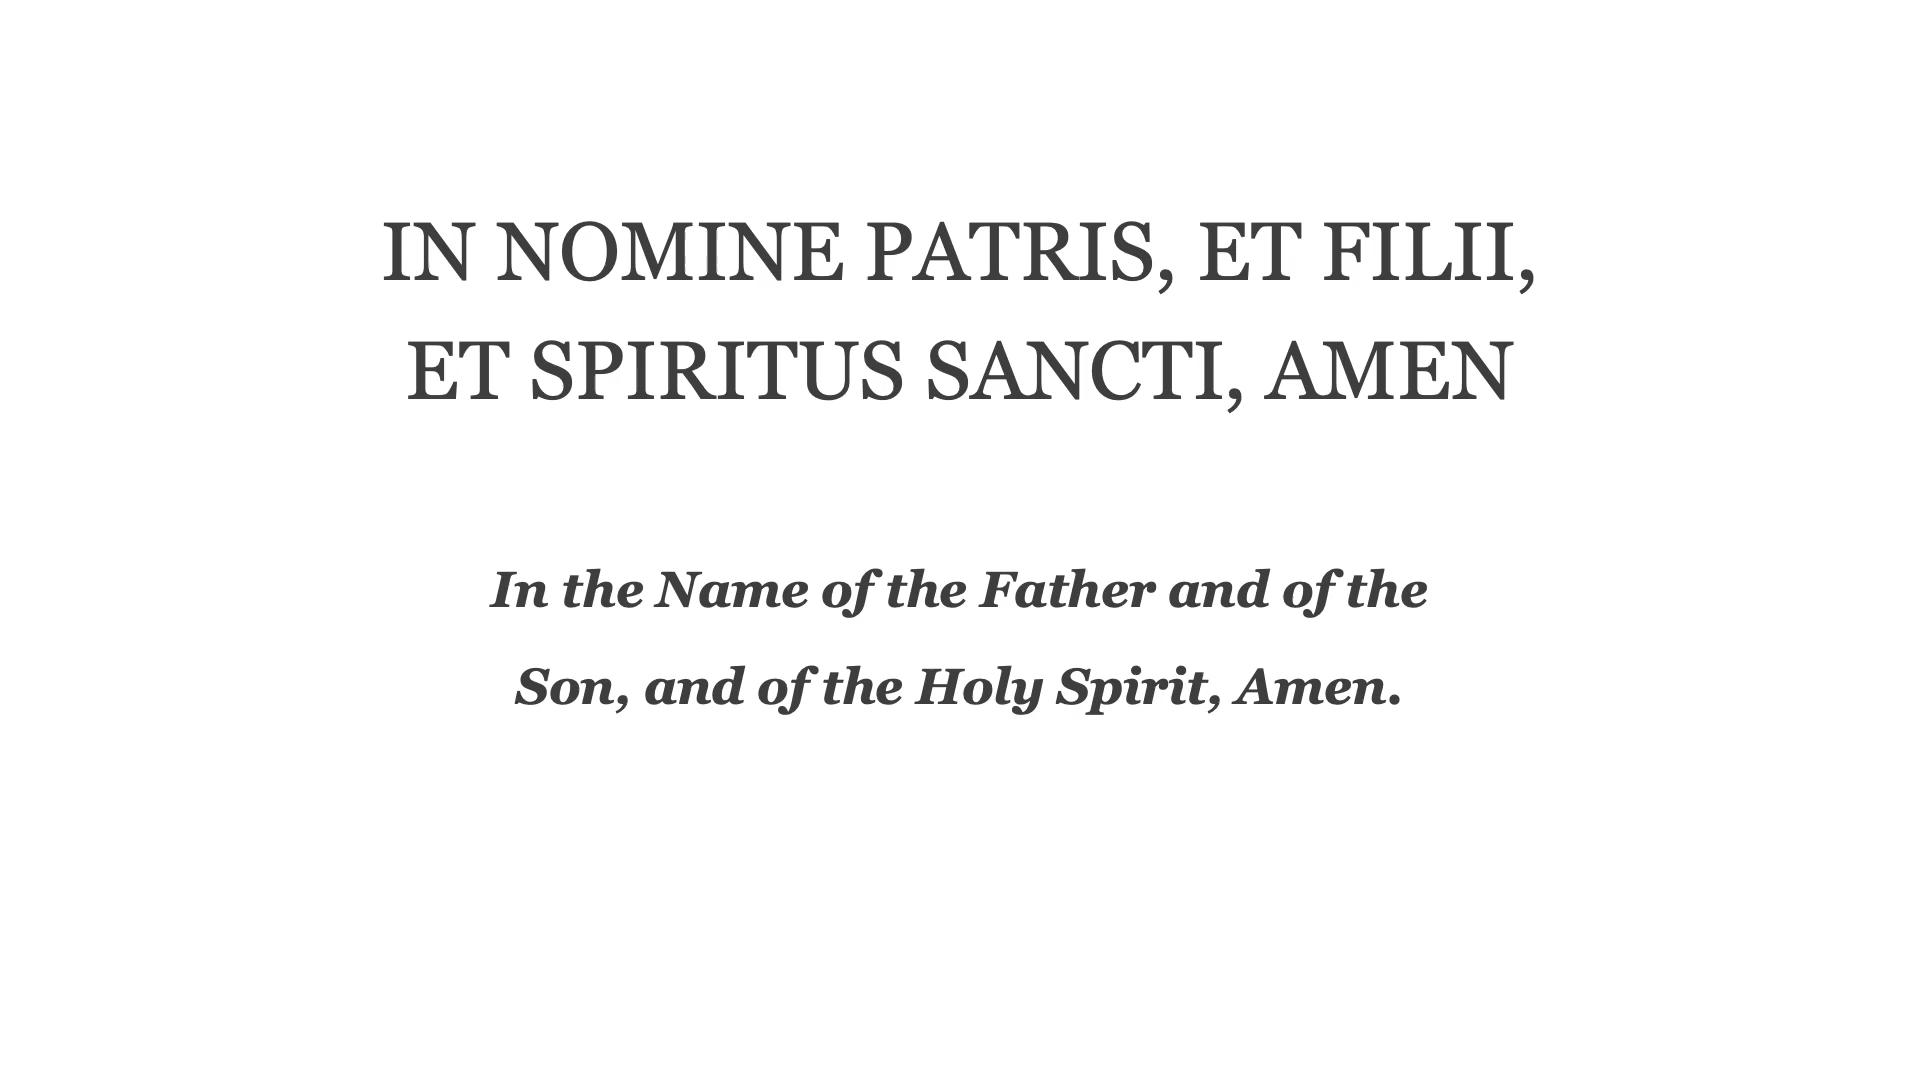 IN NOMINE PATRIS, ET FILII,
ET SPIRITUS SANCTI, AMEN
In the Name of the Father and of the
Son, and of the Holy Spirit, Amen.